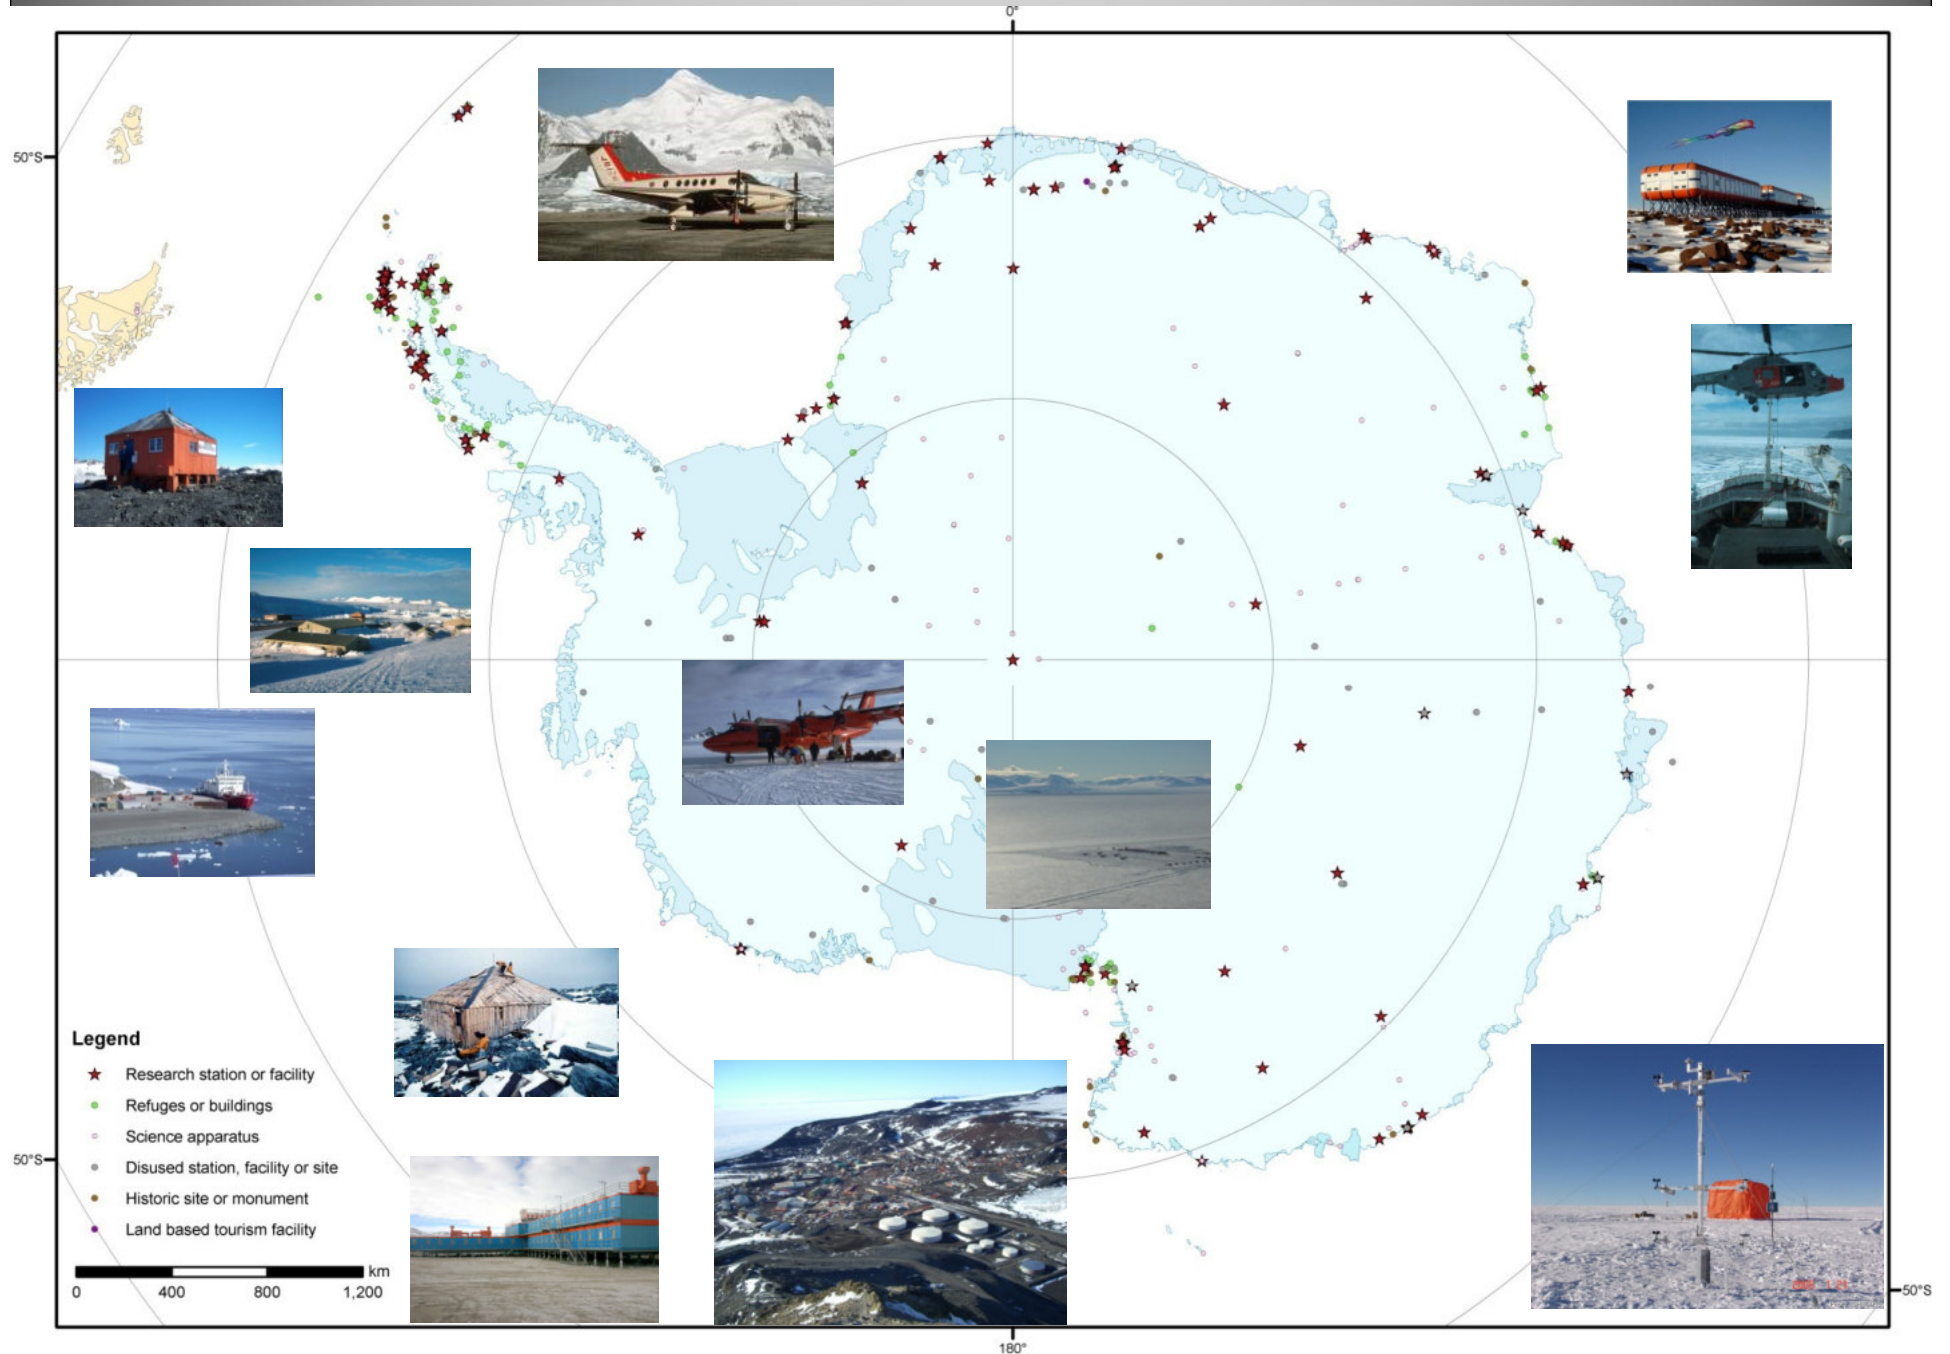 0°
50°S
Legend
Research station or facility
Refuges or buildings
Science apparatus
Disused station, facility or site
Historic site or monument
Land based tourism facility
km
0 400 800 1,200
50°S
50°S
180°